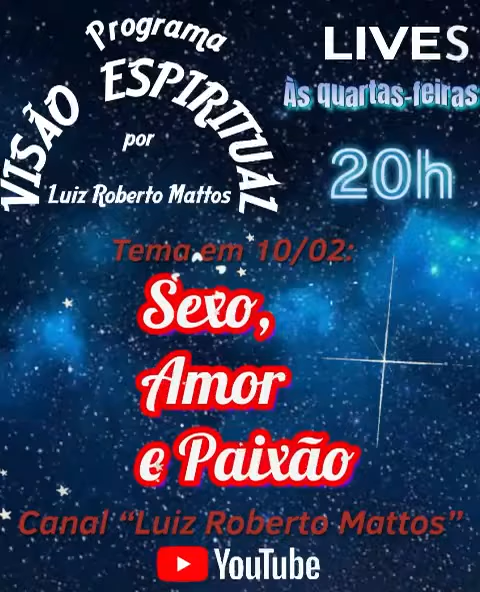 Programa
VISÃO ESPIRITUAL
por
Luiz Roberto Mattos
LIVES
Às quartas-feiras
20h
Tema em 10/02:
Sexo,
Amor
e Paixão
Canal “Luiz Roberto Mattos”
YouTube